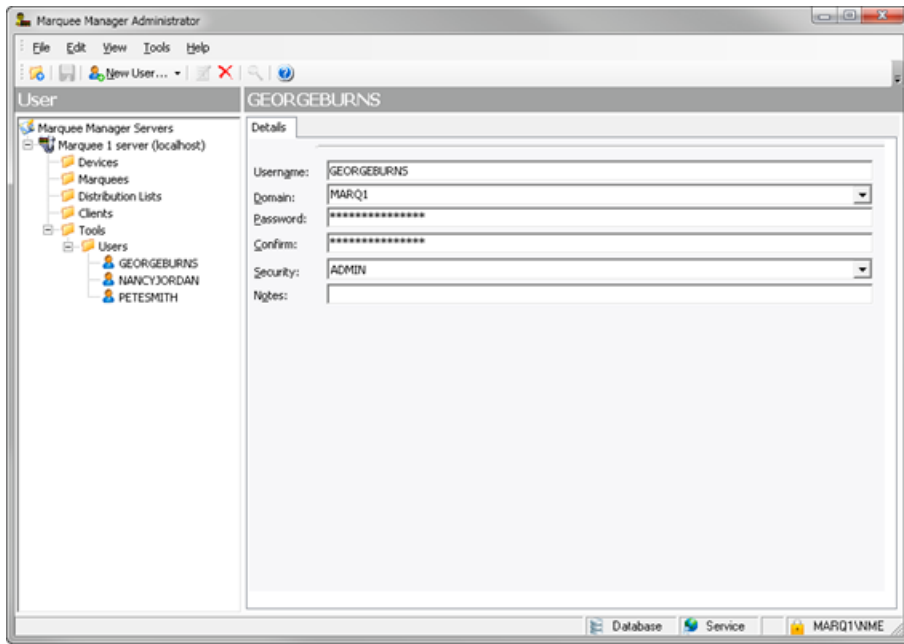 Marquee Manager Administrator
File Edit View Tools Help
New User...
User
GEORGEBURNS
Marquee Manager Servers
Marquee 1 server (localhost)
Devices
Marquees
Distribution Lists
Clients
Tools
Users
GEORGEBURNS
NANCYJORDAN
PETESMITH
Details
Username: GEORGEBURNS
Domain: MARQ1
Password: ***************
Confirm: ***************
Security: ADMIN
Notes:
Database Service MARQ1\NME